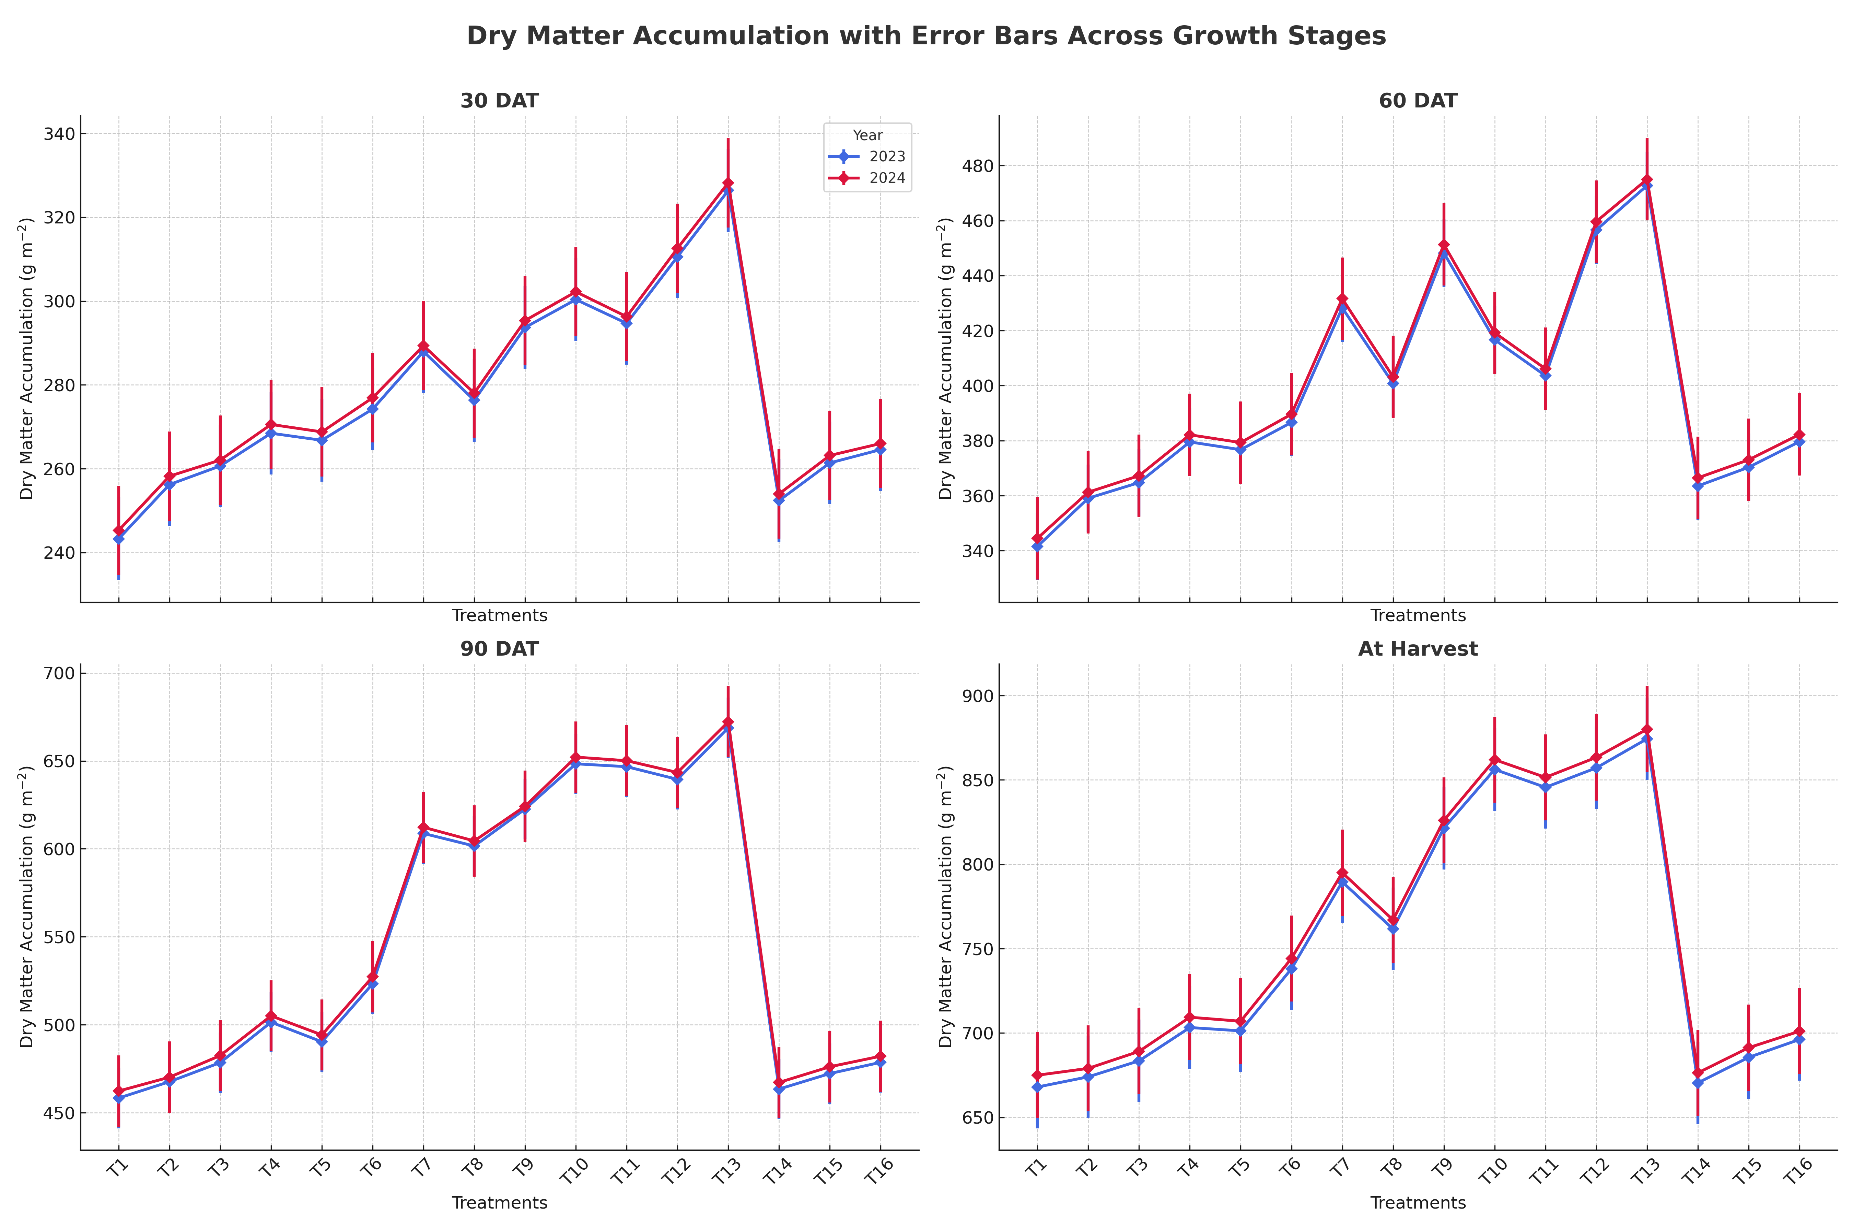 Dry Matter Accumulation with Error Bars Across Growth Stages
30 DAT
Dry Matter Accumulation (g m⁻²)
340
320
300
280
260
240
Year
2023
2024
Treatments
60 DAT
Dry Matter Accumulation (g m⁻²)
480
460
440
420
400
380
360
340
Treatments
90 DAT
Dry Matter Accumulation (g m⁻²)
700
650
600
550
500
450
T1 T2 T3 T4 T5 T6 T7 T8 T9 T10 T11 T12 T13 T14 T15 T16
Treatments
At Harvest
Dry Matter Accumulation (g m⁻²)
900
850
800
750
700
650
T1 T2 T3 T4 T5 T6 T7 T8 T9 T10 T11 T12 T13 T14 T15 T16
Treatments